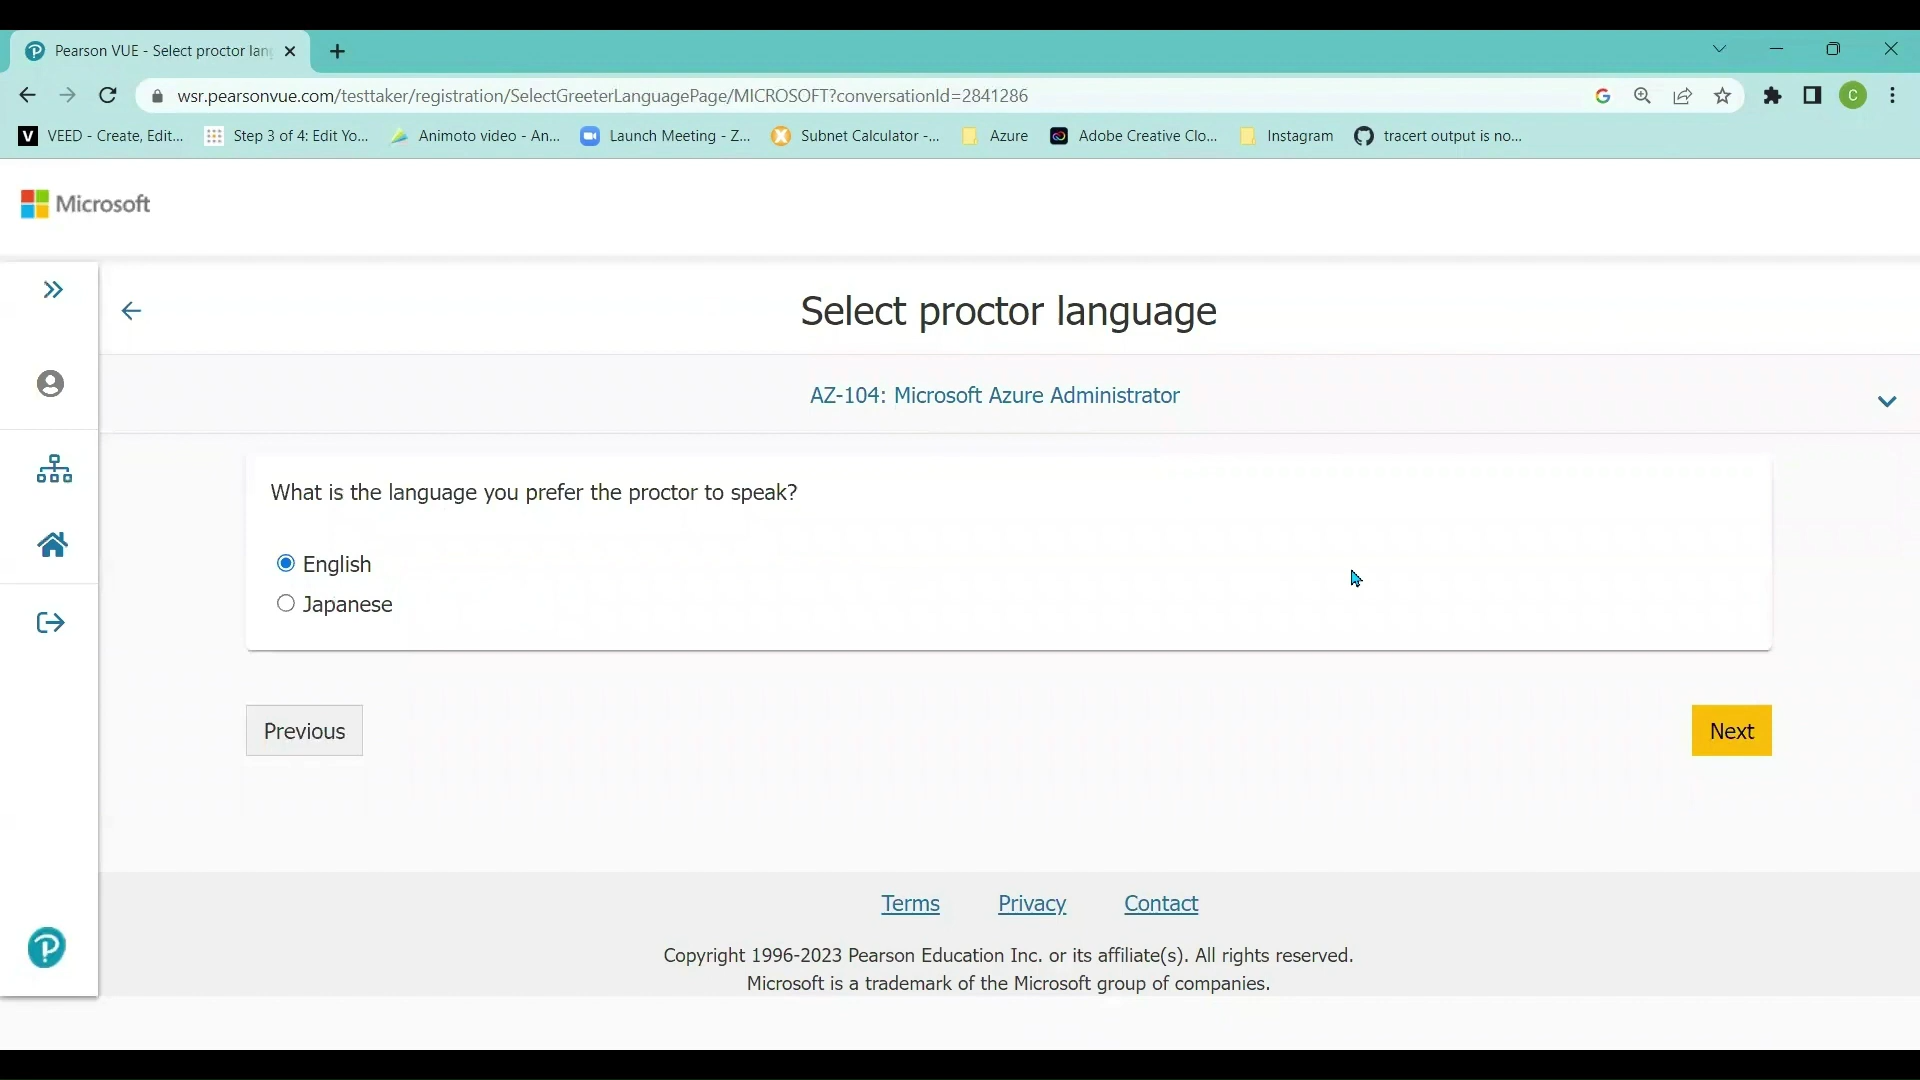 Pearson VUE - Select proctor lan
wsr.pearsonvue.com/testtaker/registration/SelectGreeterLanguagePage/MICROSOFT?conversationId=2841286
C
VEED - Create, Edit...
Step 3 of 4: Edit Yo...
Animoto video - An...
Launch Meeting - Z...
Subnet Calculator -...
Azure
Adobe Creative Clo...
Instagram
tracert output is no...
Microsoft
Select proctor language
AZ-104: Microsoft Azure Administrator
What is the language you prefer the proctor to speak?
English
Japanese
Previous
Next
Terms
Privacy
Contact
Copyright 1996-2023 Pearson Education Inc. or its affiliate(s). All rights reserved.
Microsoft is a trademark of the Microsoft group of companies.